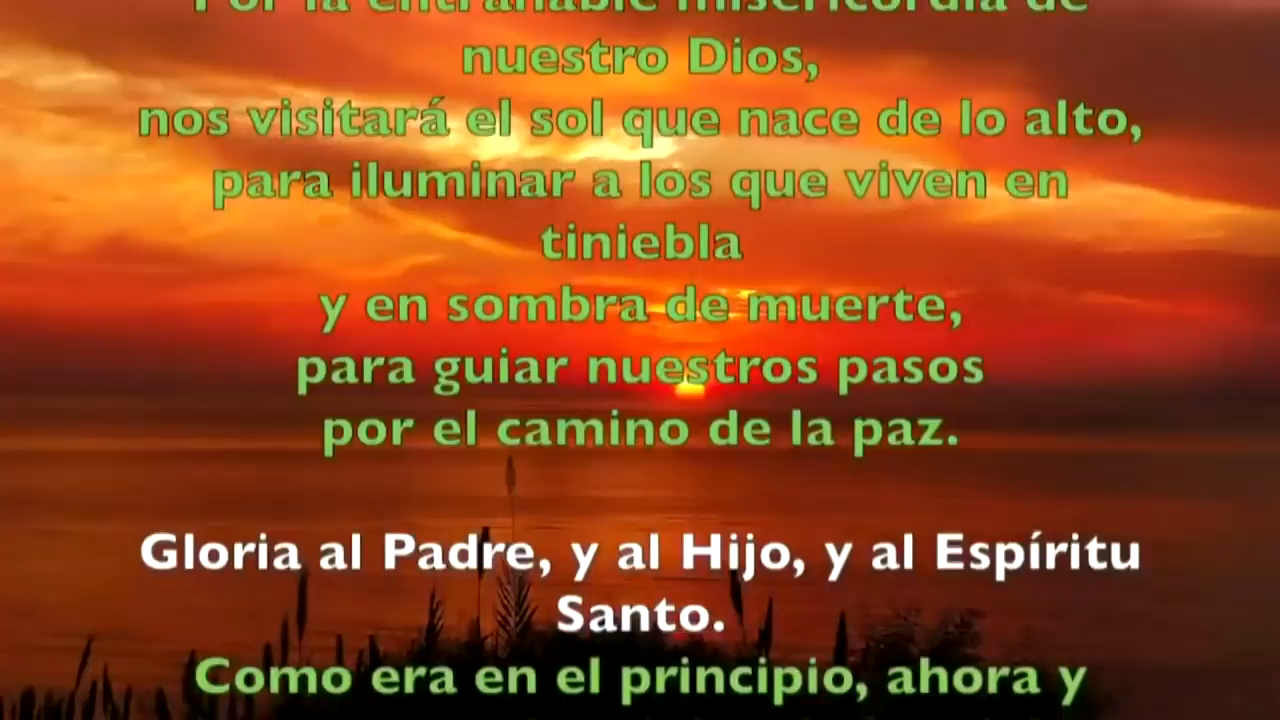 Por la entrañable misericordia de
nuestro Dios,
nos visitará el sol que nace de lo alto,
para iluminar a los que viven en
tiniebla
y en sombra de muerte,
para guiar nuestros pasos
por el camino de la paz.
Gloria al Padre, y al Hijo, y al Espíritu
Santo.
Como era en el principio, ahora y